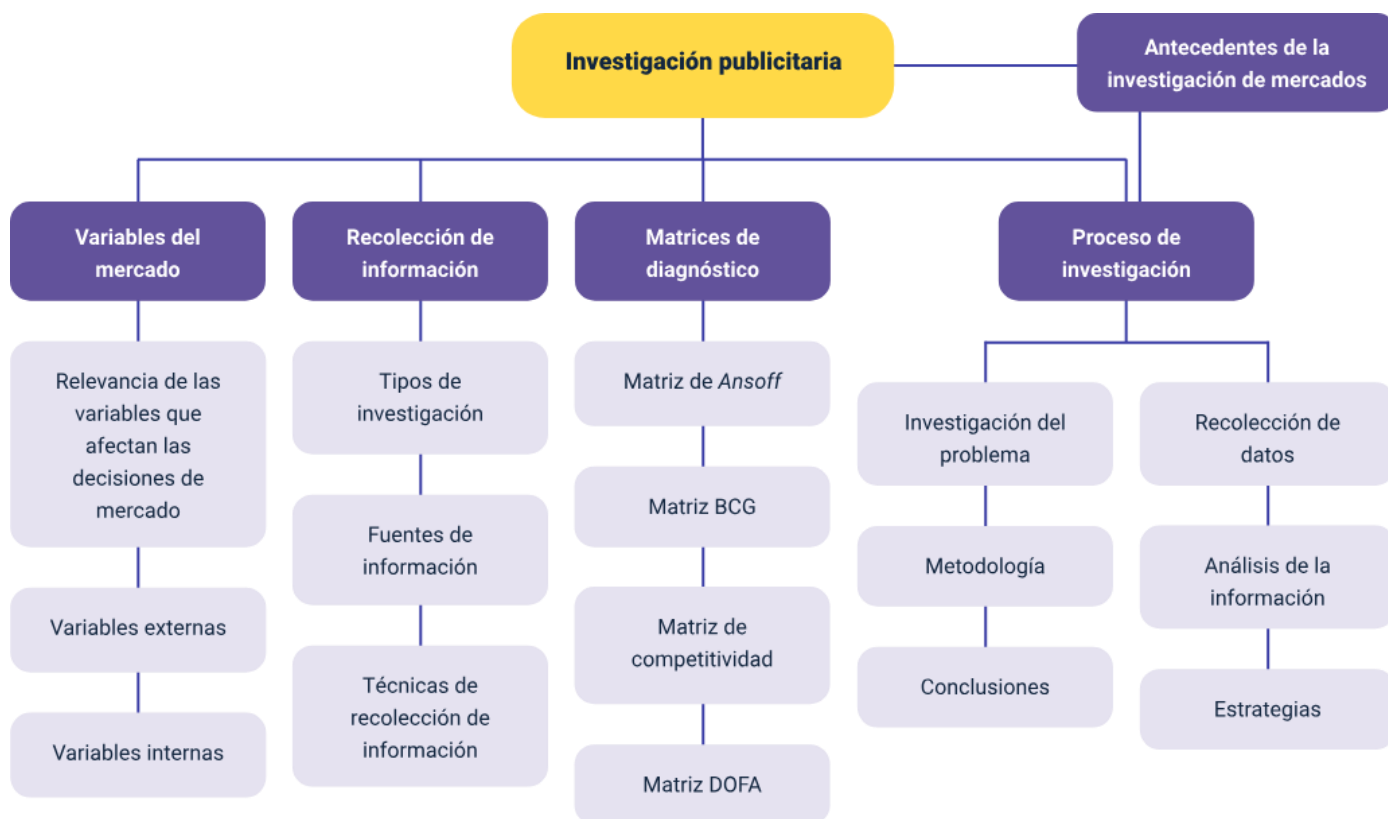 Investigación publicitaria
Antecedentes de la
investigación de mercados
Variables del
mercado
Relevancia de las
variables que
afectan las
decisiones de
mercado
Variables externas
Variables internas
Recolección de
información
Tipos de
investigación
Fuentes de
información
Técnicas de
recolección de
información
Matrices de
diagnóstico
Matriz de Ansoff
Matriz BCG
Matriz de
competitividad
Matriz DOFA
Proceso de
investigación
Investigación del
problema
Metodología
Conclusiones
Recolección de
datos
Análisis de la
información
Estrategias